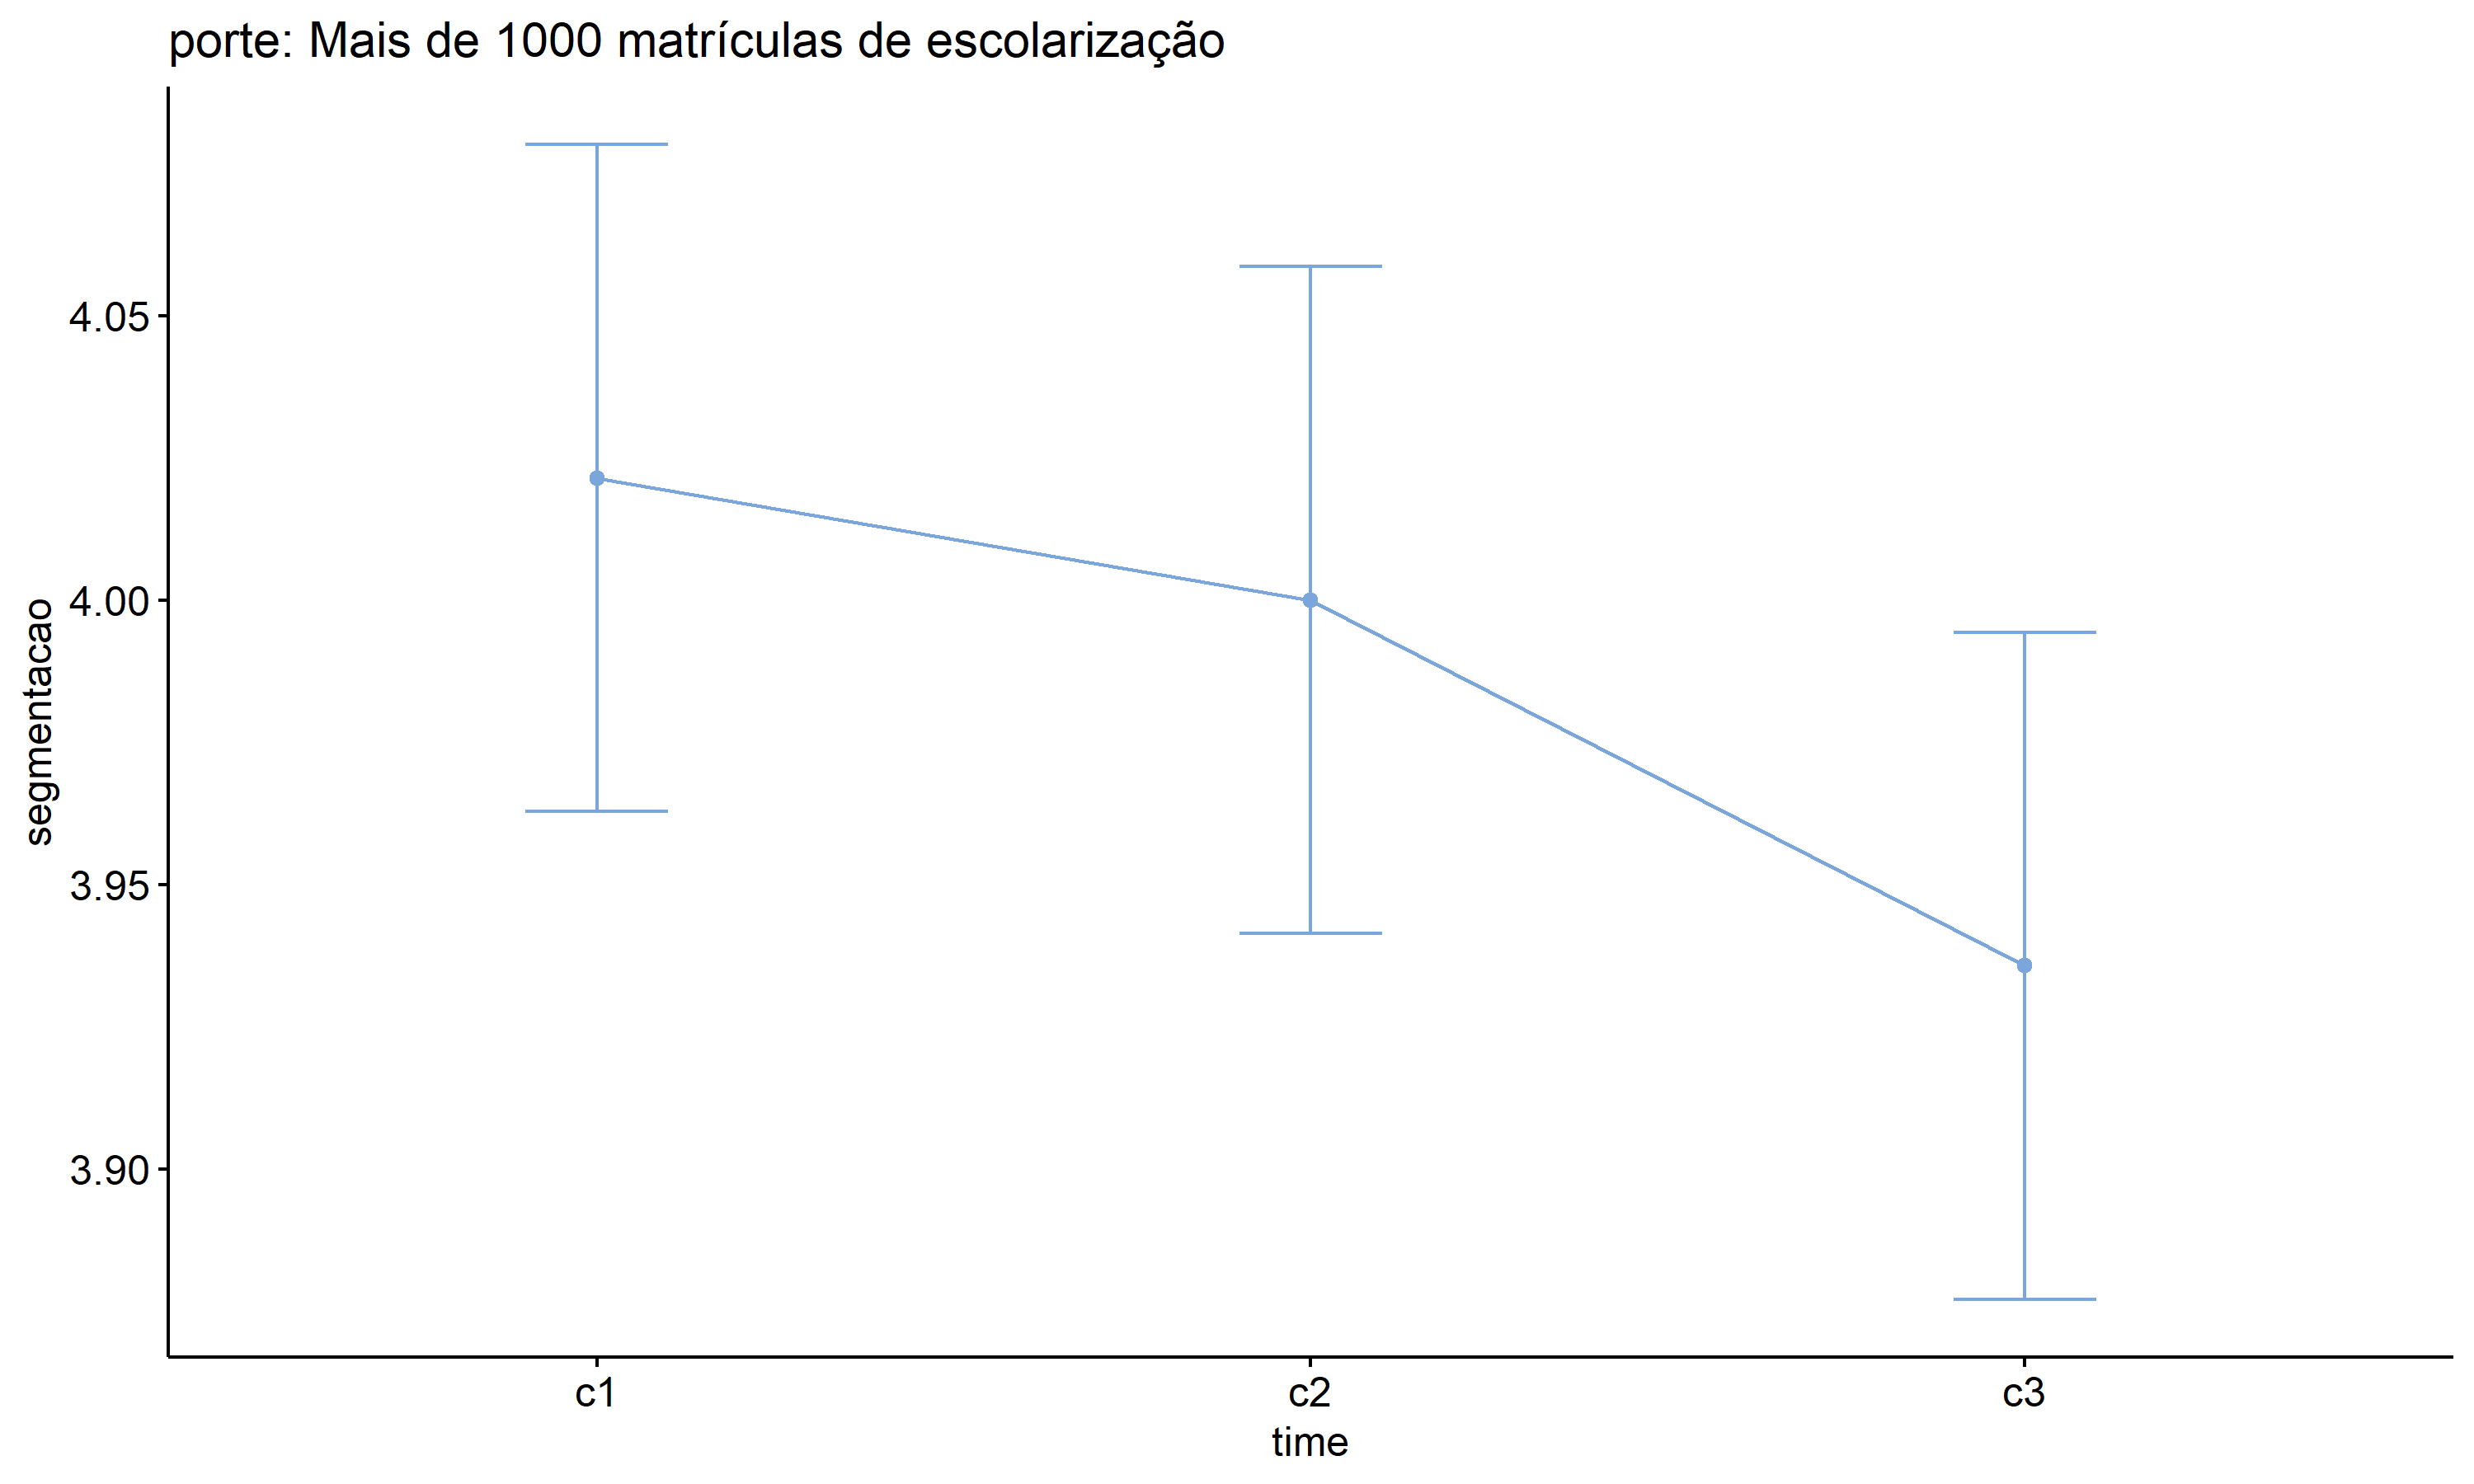 porte: Mais de 1000 matrículas de escolarização
segmentacao
4.05
4.00
3.95
3.90
c1 c2 c3
time